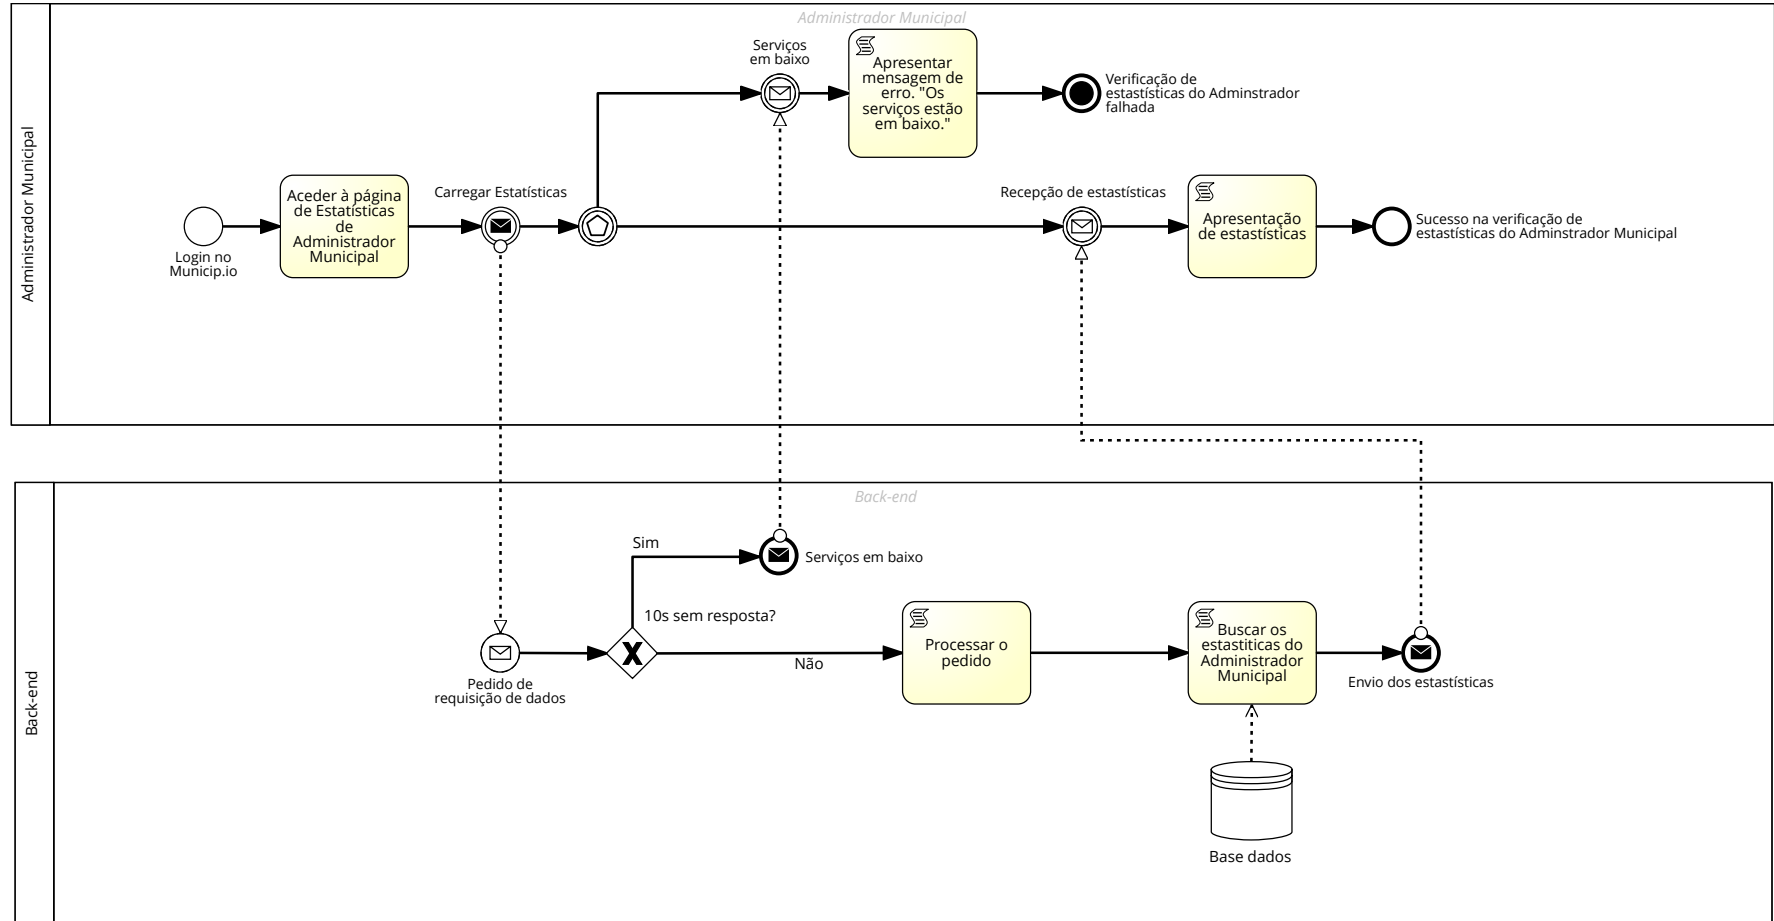 Administrador Municipal
Administrador Municipal
Serviços
em baixo
Apresentar
mensagem de
erro. "Os
serviços estão
em baixo."
Verificação de
estastísticas do Adminstrador
falhada
Login no
Municip.io
Aceder à página
de Estatísticas
de
Administrador
Municipal
Carregar Estatísticas
Recepção de estastísticas
Apresentação
de estastísticas
Sucesso na verificação de
estastísticas do Adminstrador Municipal
Back-end
Back-end
Pedido de
requisição de dados
10s sem resposta?
Sim
Serviços em baixo
Não
Processar o
pedido
Buscar os
estastiticas do
Administrador
Municipal
Envio dos estastísticas
Base dados